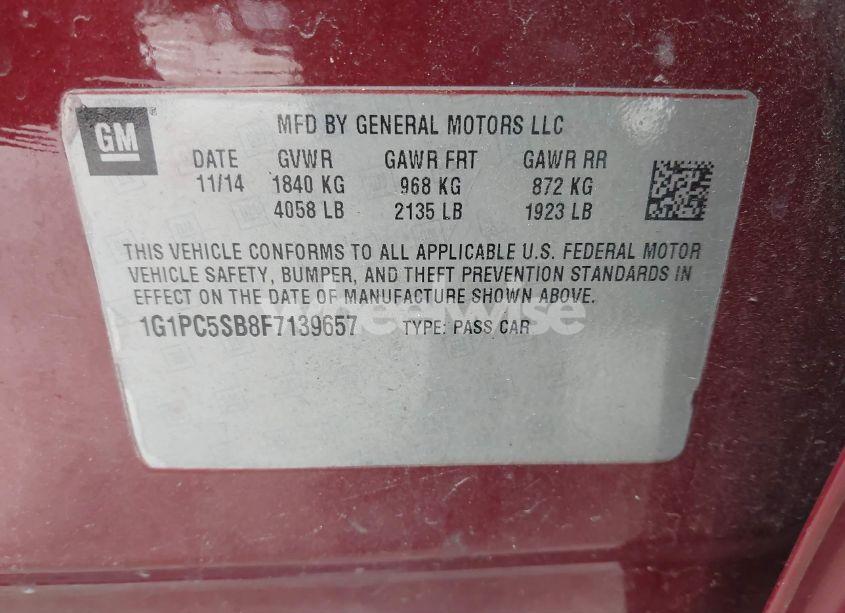 GM
MFD BY GENERAL MOTORS LLC
DATE GVWR GAWR FRT GAWR RR
11/14 1840 KG 968 KG 872 KG
4058 LB 2135 LB 1923 LB
THIS VEHICLE CONFORMS TO ALL APPLICABLE U.S. FEDERAL MOTOR
VEHICLE SAFETY, BUMPER, AND THEFT PREVENTION STANDARDS IN
EFFECT ON THE DATE OF MANUFACTURE SHOWN ABOVE.
wheelwise
1G1PC5SB8F7139657 TYPE: PASS CAR